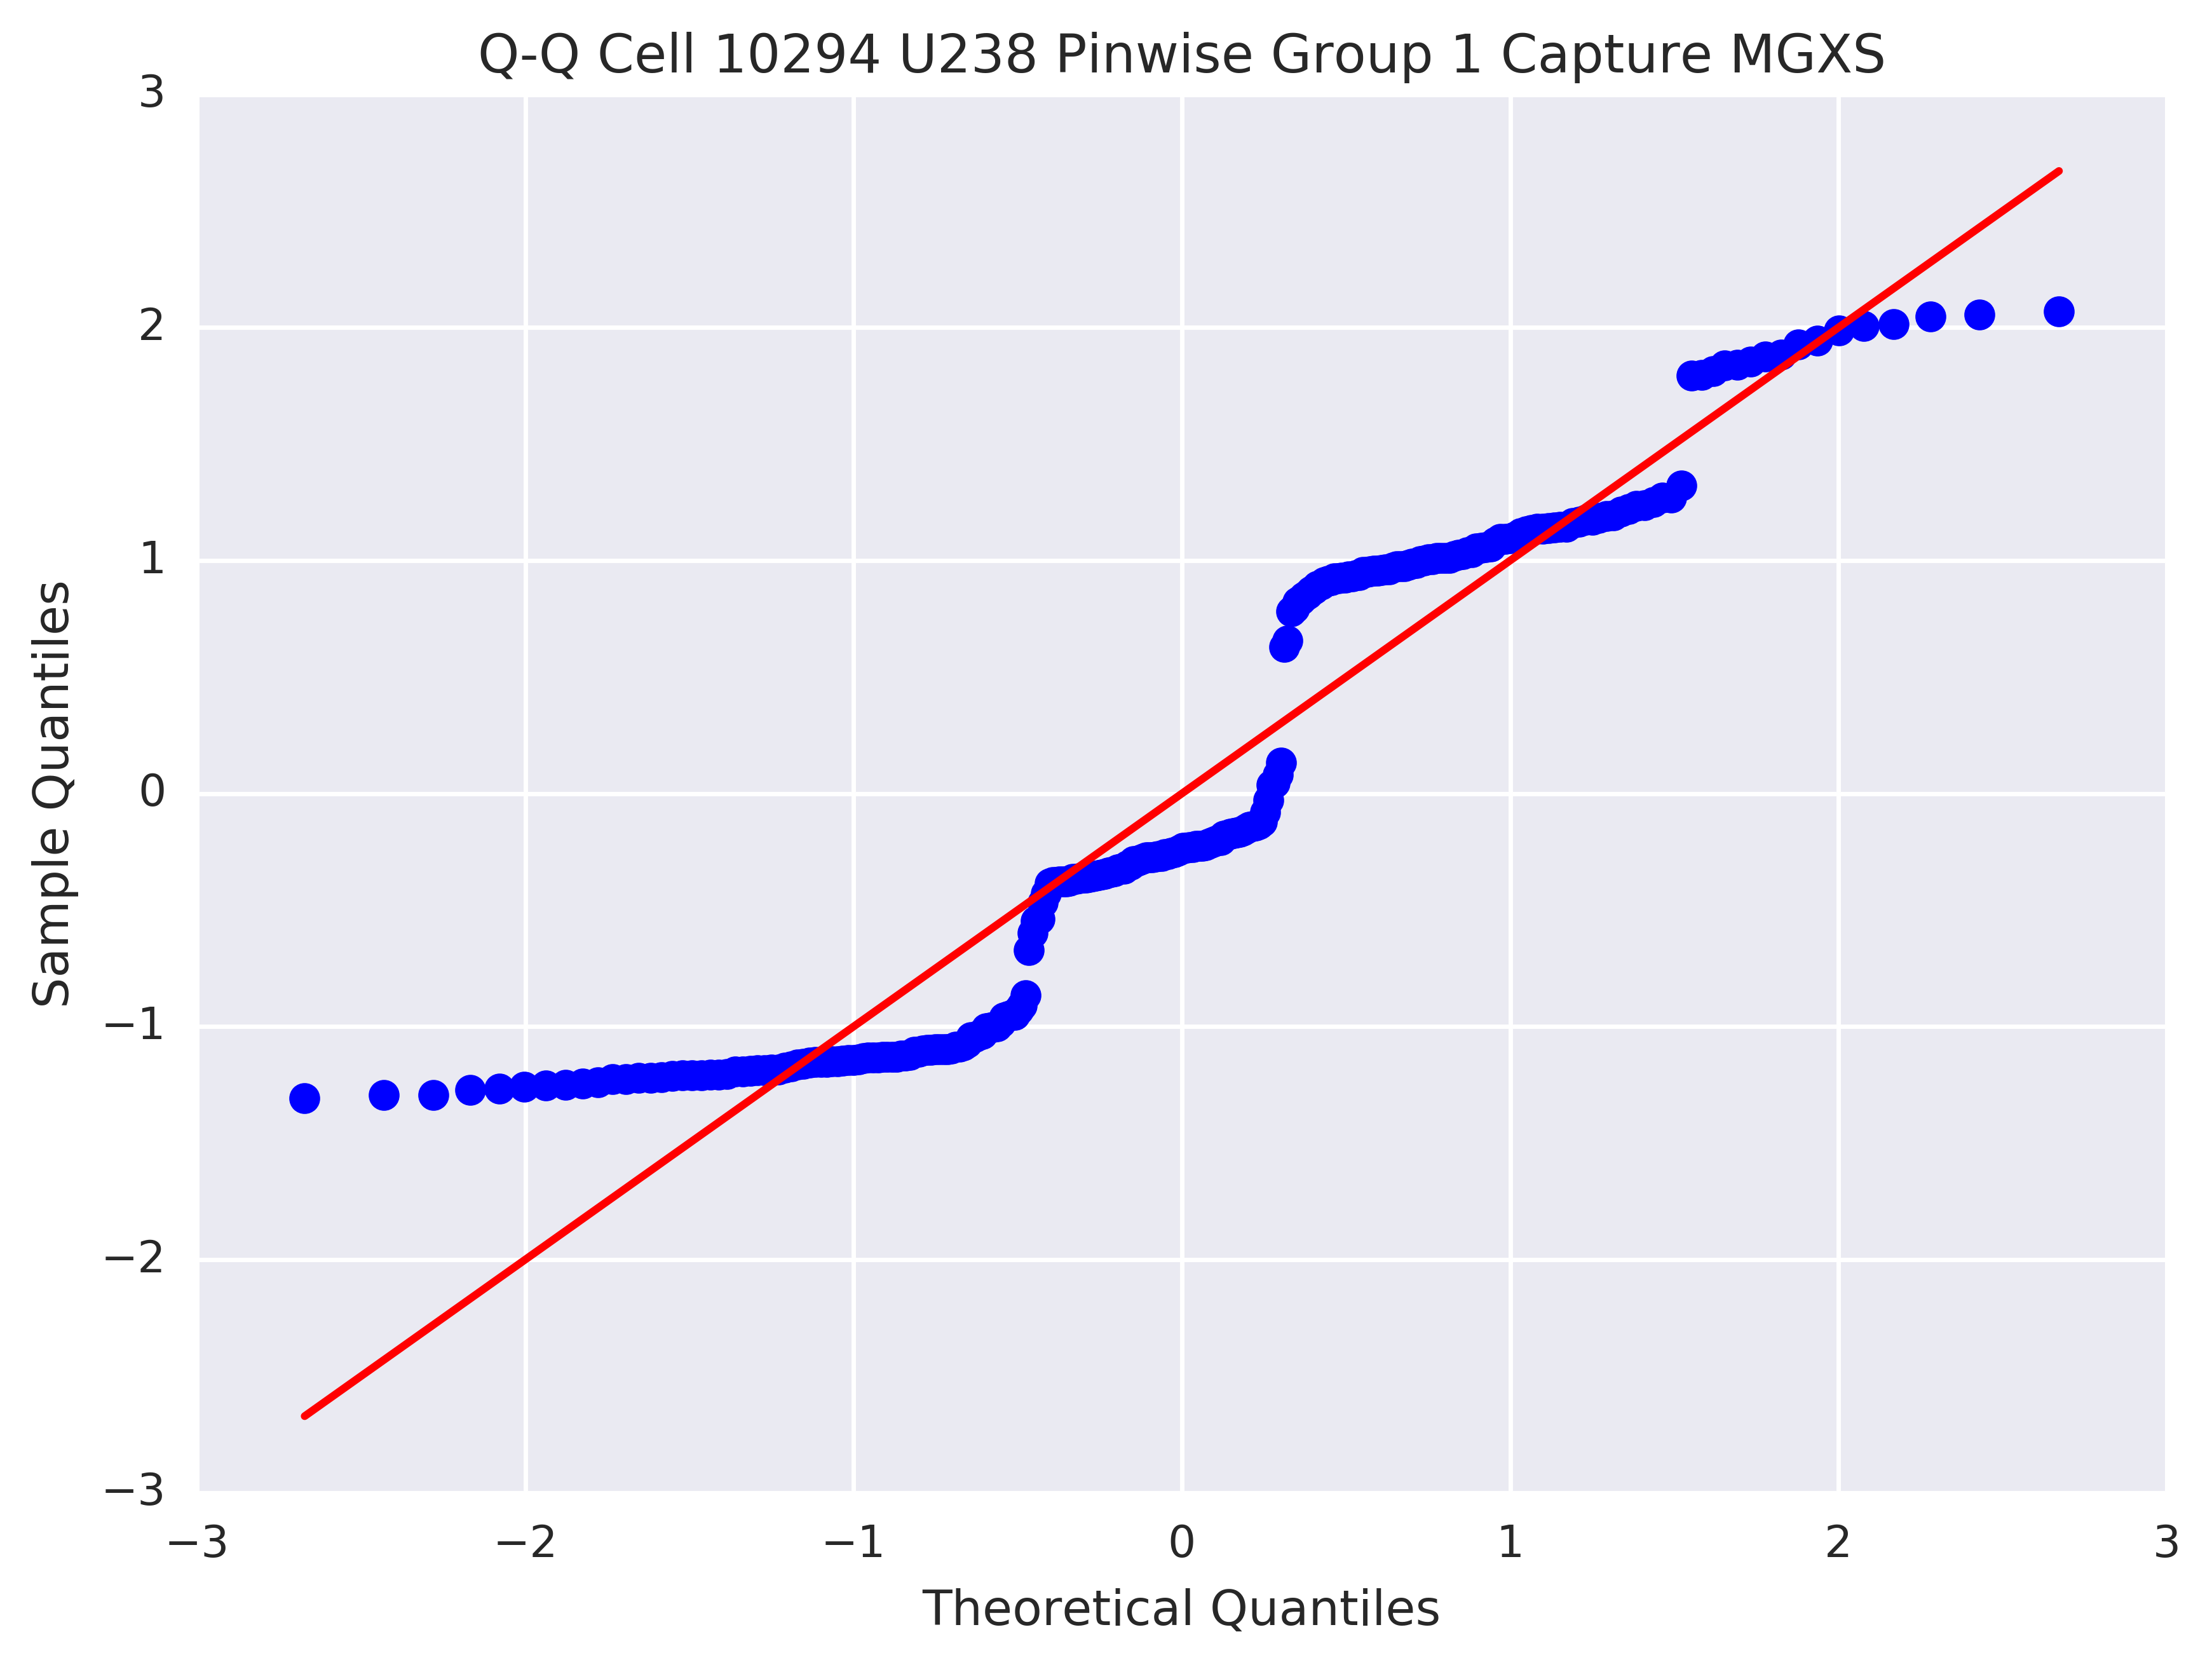 Q-Q Cell 10294 U238 Pinwise Group 1 Capture MGXS
3
2
1
0
−1
−2
−3
Sample Quantiles
−3 −2 −1 0 1 2 3
Theoretical Quantiles